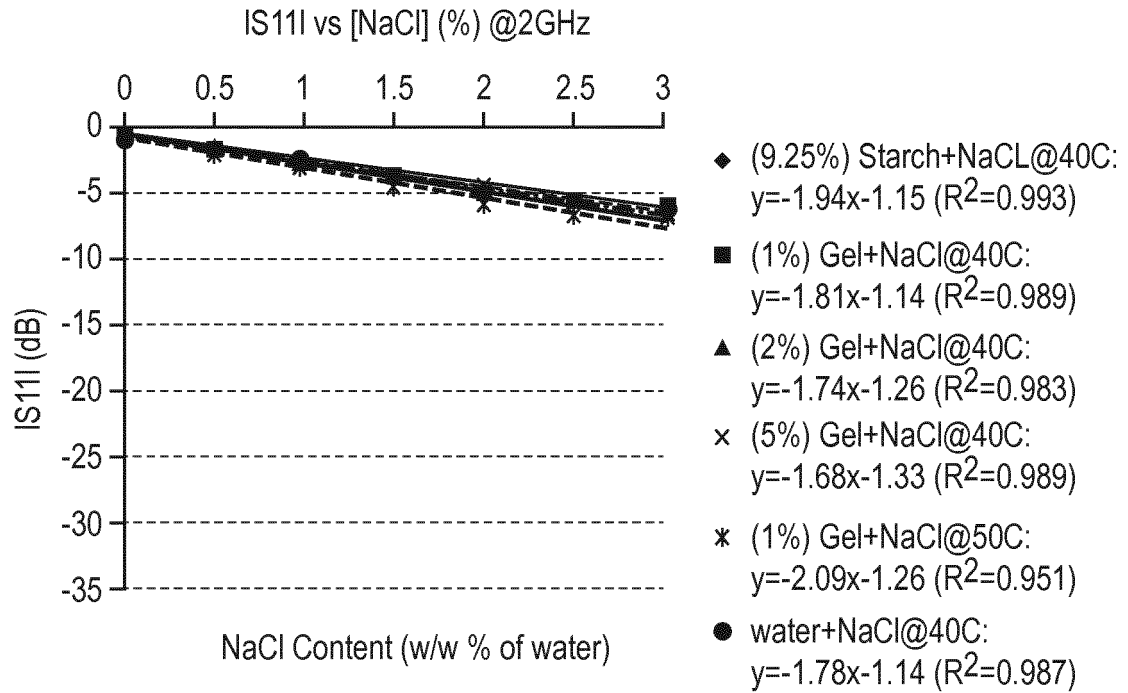 IS11I vs [NaCl] (%) @2GHz
0 0.5 1 1.5 2 2.5 3
0
-5
-10
-15
-20
-25
-30
-35
IS11I (dB)
NaCl Content (w/w % of water)
(9.25%) Starch+NaCL@40C:
y=-1.94x-1.15 (R2=0.993)
(1%) Gel+NaCl@40C:
y=-1.81x-1.14 (R2=0.989)
(2%) Gel+NaCl@40C:
y=-1.74x-1.26 (R2=0.983)
(5%) Gel+NaCl@40C:
y=-1.68x-1.33 (R2=0.989)
(1%) Gel+NaCl@50C:
y=-2.09x-1.26 (R2=0.951)
water+NaCl@40C:
y=-1.78x-1.14 (R2=0.987)